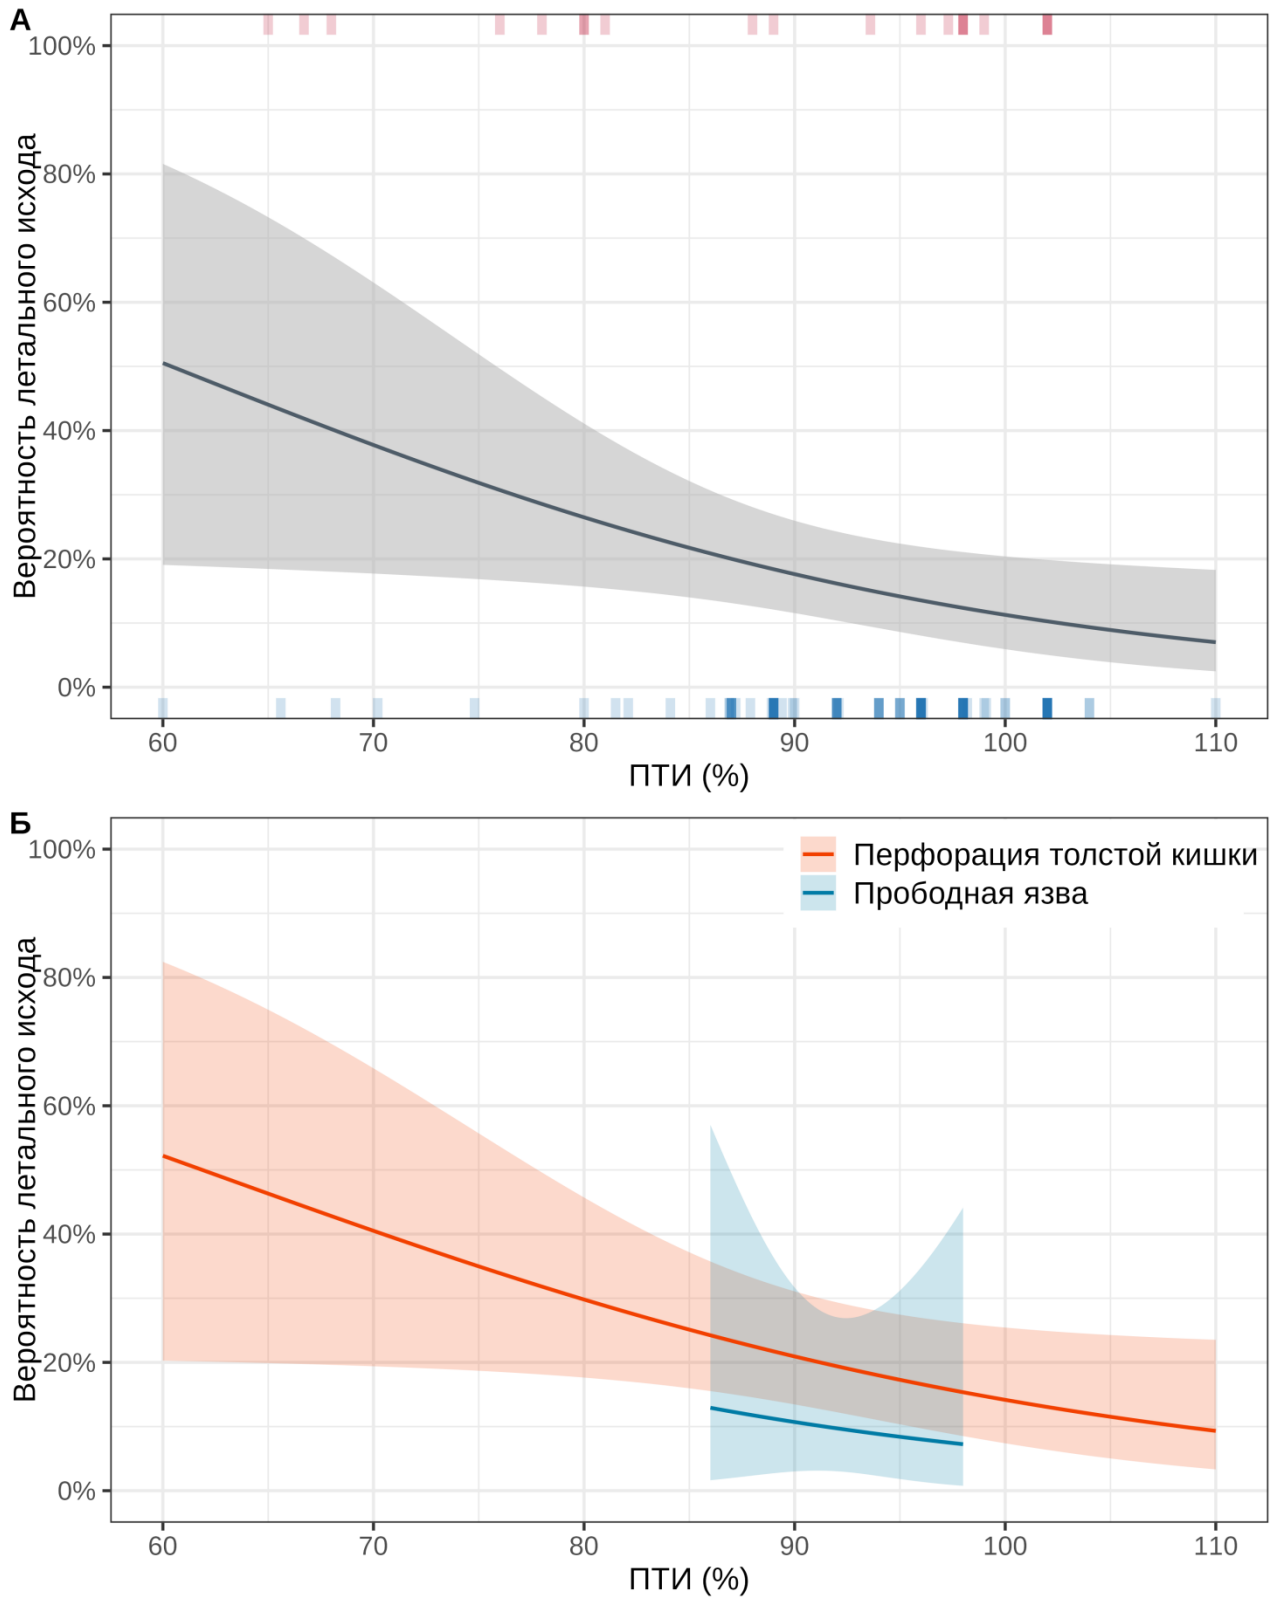 А
Вероятность летального исхода
100%
80%
60%
40%
20%
0%
60 70 80 90 100 110
ПТИ (%)
Б
Вероятность летального исхода
100%
80%
60%
40%
20%
0%
Перфорация толстой кишки
Прободная язва
60 70 80 90 100 110
ПТИ (%)